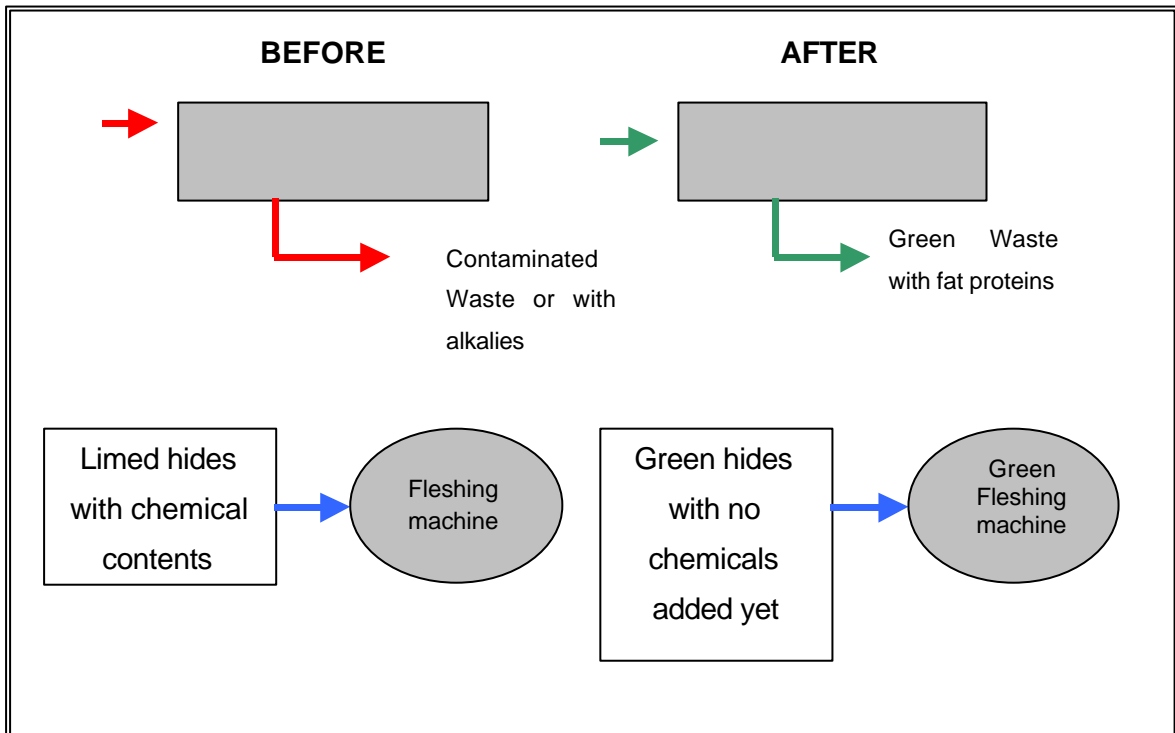 BEFORE
AFTER
Contaminated
Waste or with
alkalies
Green Waste
with fat proteins
Limed hides
with chemical
contents
Fleshing
machine
Green hides
with no
chemicals
added yet
Green
Fleshing
machine